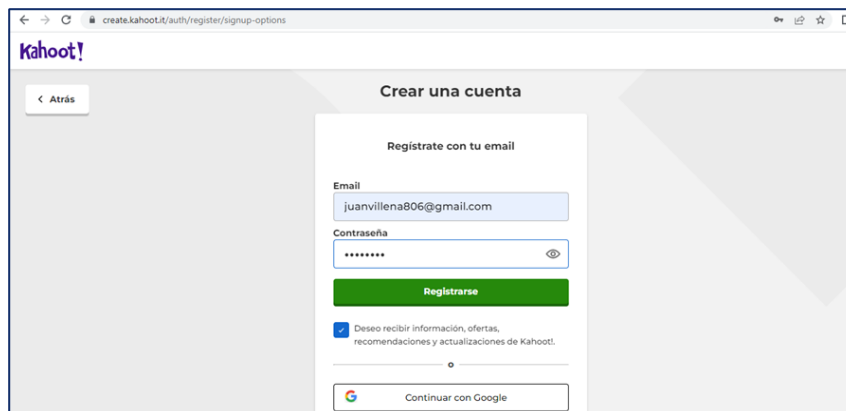 create.kahoot.it/auth/register/signup-options
Kahoot!
Atrás
Crear una cuenta
Regístrate con tu email
Email
juanvillena806@gmail.com
Contraseña
••••••••
Registrarse
Deseo recibir información, ofertas,
recomendaciones y actualizaciones de Kahoot!.
o
Continuar con Google